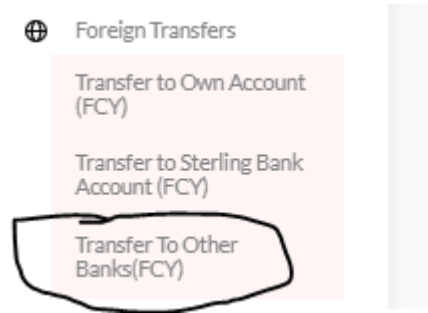 Foreign Transfers
Transfer to Own Account
(FCY)
Transfer to Sterling Bank
Account (FCY)
Transfer To Other
Banks(FCY)